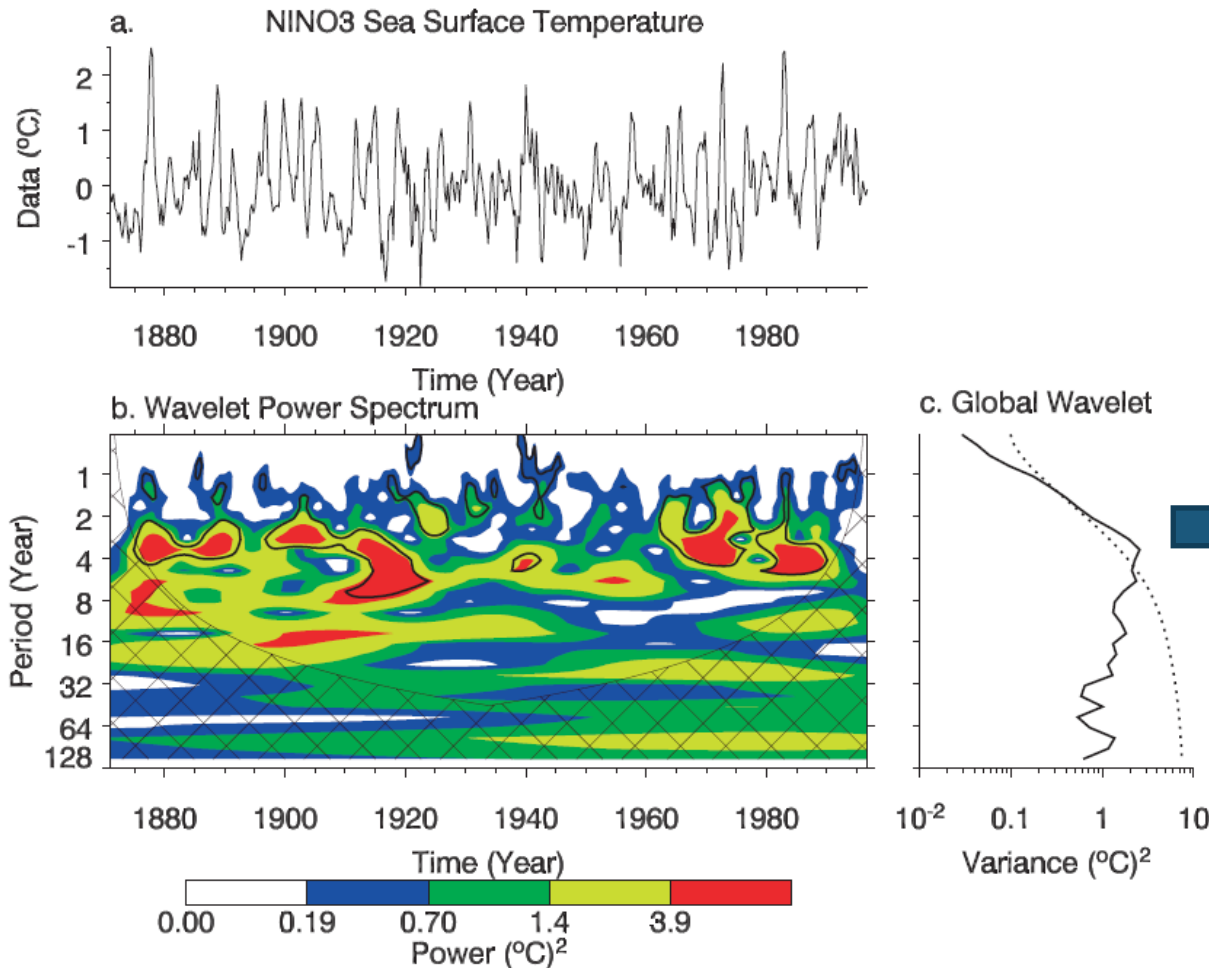 a. NINO3 Sea Surface Temperature
Data (ºC)
2
1
0
-1
1880 1900 1920 1940 1960 1980
Time (Year)
b. Wavelet Power Spectrum
Period (Year)
1
2
4
8
16
32
64
128
1880 1900 1920 1940 1960 1980
Time (Year)
0.00 0.19 0.70 1.4 3.9
Power (ºC)2
c. Global Wavelet
10-2 0.1 1 10
Variance (ºC)2